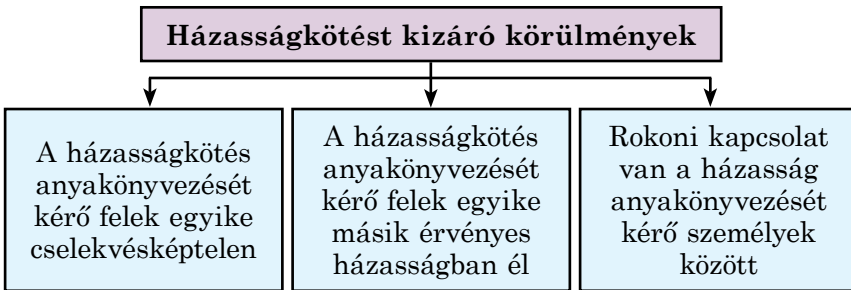 Házasságkötést kizáró körülmények
A házasságkötés
anyakönyvezését
kérő felek egyike
cselekvésképtelen
A házasságkötés
anyakönyvezését
kérő felek egyike
másik érvényes
házasságban él
Rokoni kapcsolat
van a házasság
anyakönyvezését
kérő személyek
között